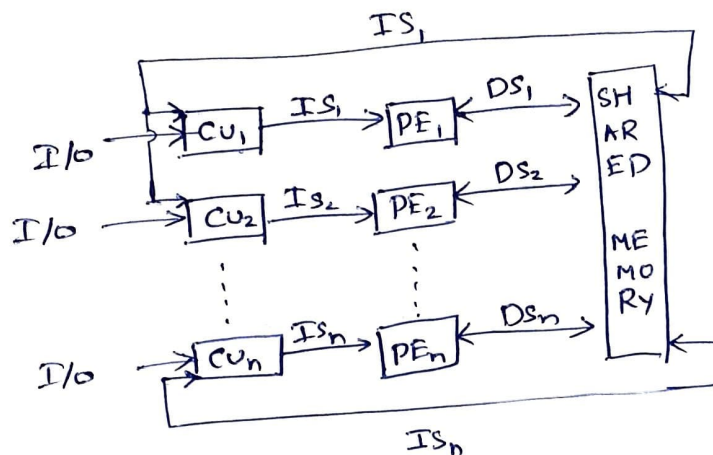 IS₁
I/O CU₁ IS₁ PE₁ DS₁
I/O CU₂ IS₂ PE₂ DS₂
I/O CUₙ ISₙ PEₙ DSₙ
SH
AR
ED
ME
MO
RY
ISₙ